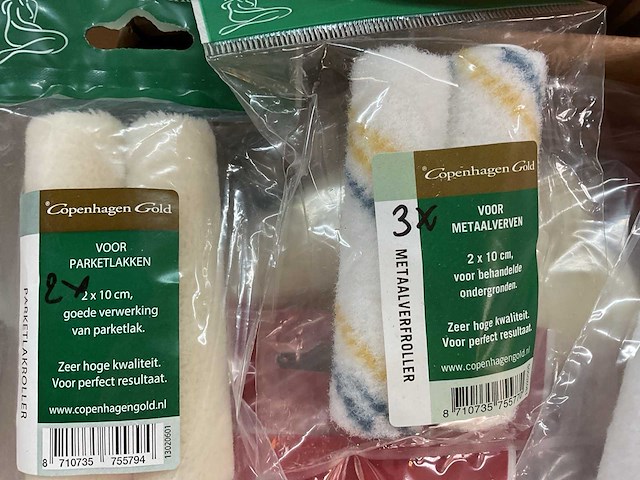 Copenhagen Gold
VOOR
PARKETLAKKEN
2x
2 x 10 cm,
goede verwerking
van parketlak.
Zeer hoge kwaliteit.
Voor perfect resultaat.
www.copenhagengold.nl
PARKETLAKROLLER
8 710735 755794
13020601
Copenhagen Gold
VOOR
METAALVERVEN
3x
2 x 10 cm,
voor behandelde
ondergronden.
Zeer hoge kwaliteit.
Voor perfect resultaat.
www.copenhagengold.nl
METAALVERFROLLER